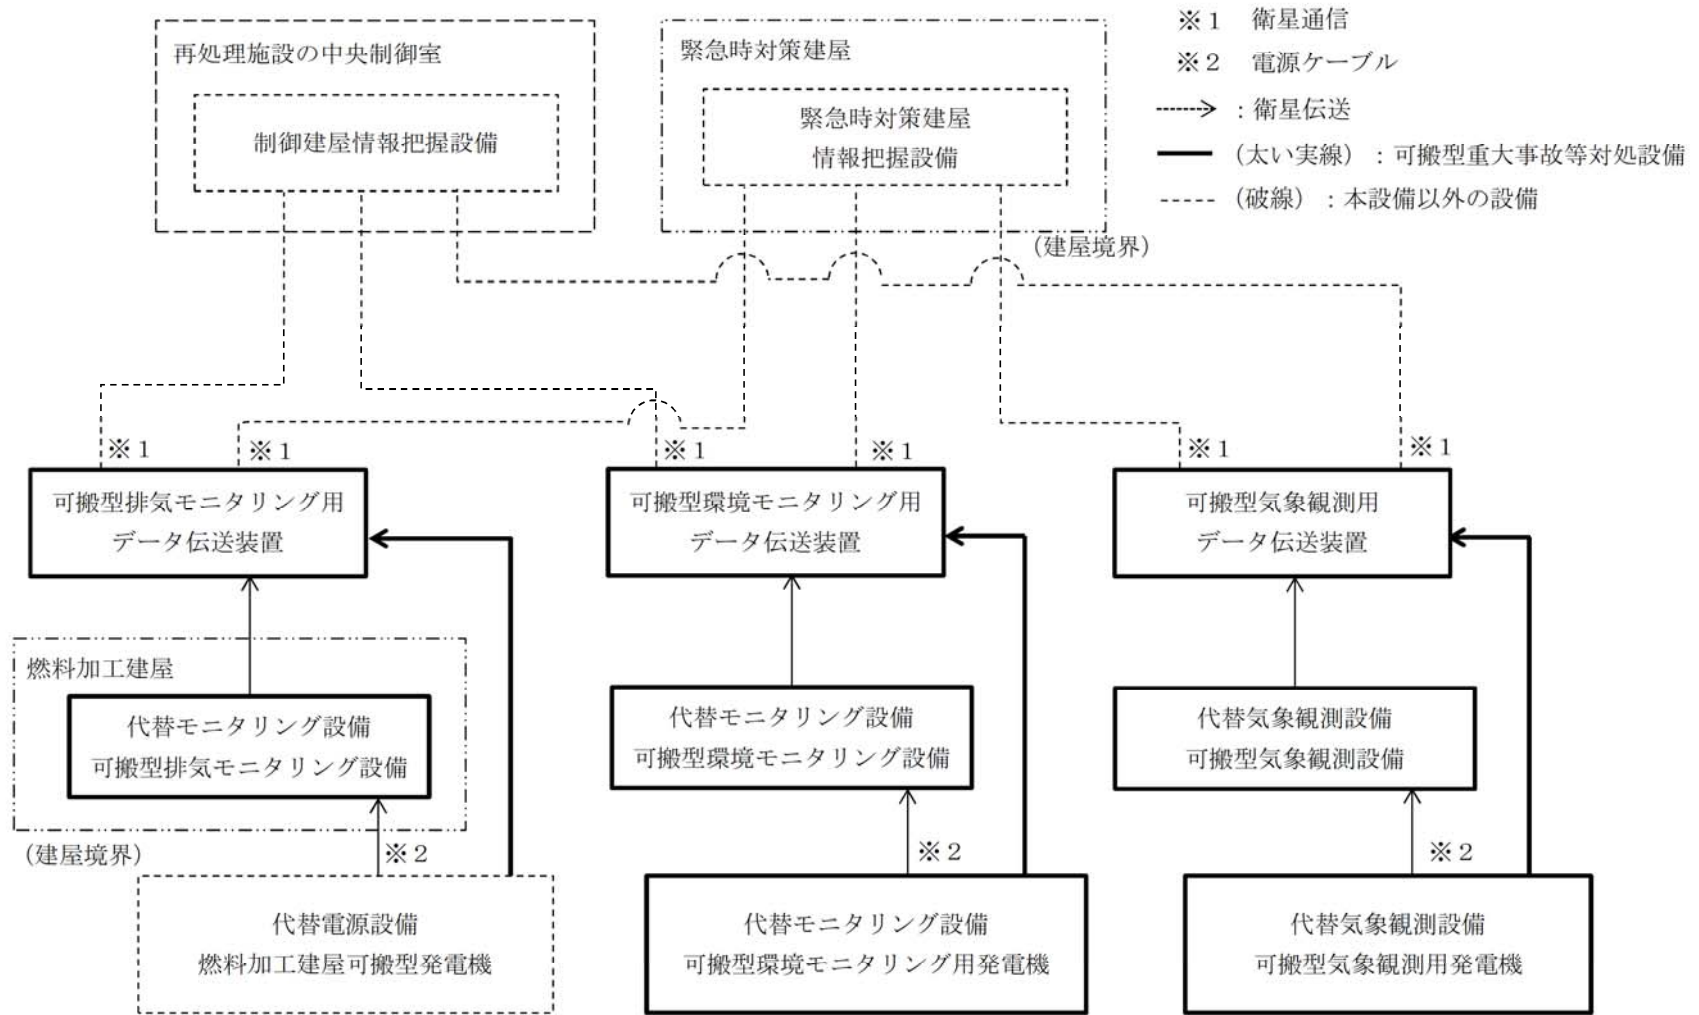 再処理施設の中央制御室
制御建屋情報把握設備
緊急時対策建屋
緊急時対策建屋
情報把握設備
(建屋境界)
※1 衛星通信
※2 電源ケーブル
:衛星伝送
(太い実線):可搬型重大事故等対処設備
(破線):本設備以外の設備
※1
※1
※1
※1
※1
※1
可搬型排気モニタリング用
データ伝送装置
可搬型環境モニタリング用
データ伝送装置
可搬型気象観測用
データ伝送装置
燃料加工建屋
代替モニタリング設備
可搬型排気モニタリング設備
(建屋境界)
代替モニタリング設備
可搬型環境モニタリング設備
代替気象観測設備
可搬型気象観測設備
※2
※2
※2
代替電源設備
燃料加工建屋可搬型発電機
代替モニタリング設備
可搬型環境モニタリング用発電機
代替気象観測設備
可搬型気象観測用発電機